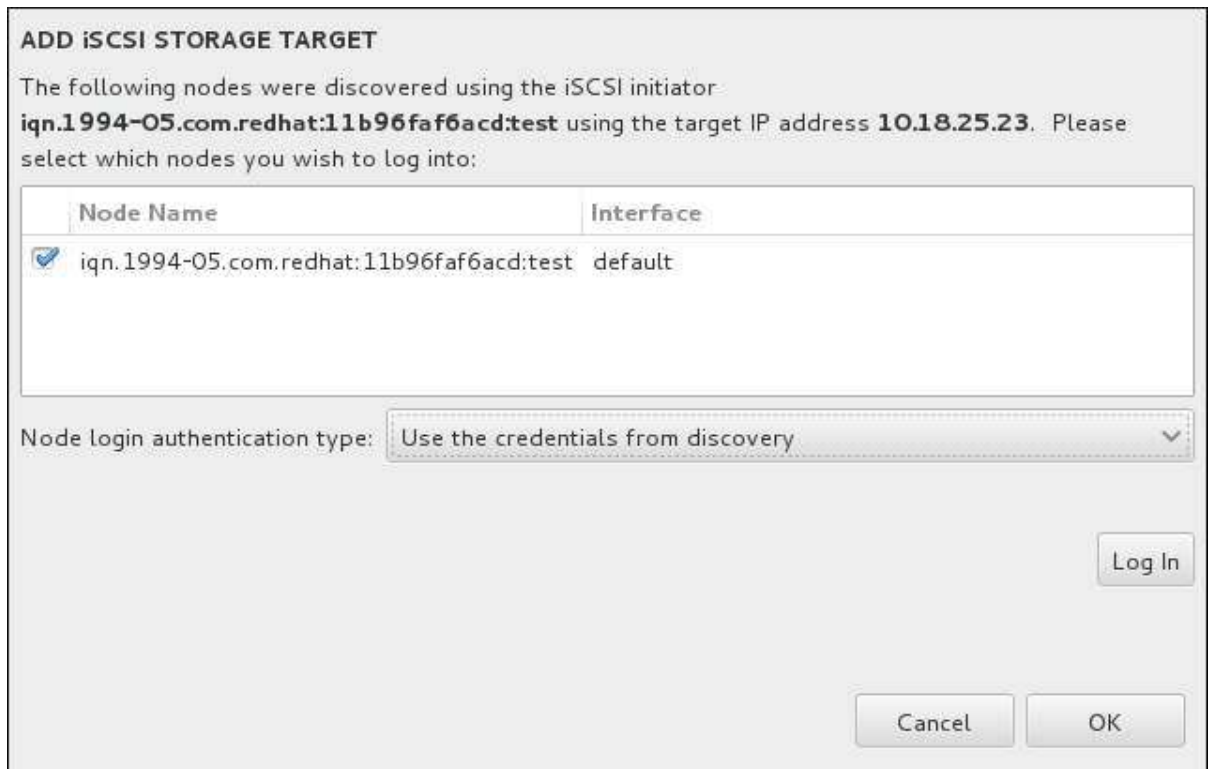 ADD iSCSI STORAGE TARGET
The following nodes were discovered using the iSCSI initiator
iqn.1994-05.com.redhat:11b96faf6acd:test using the target IP address 10.18.25.23. Please
select which nodes you wish to log into:
Node Name Interface
iqn.1994-05.com.redhat:11b96faf6acd:test default
Node login authentication type: Use the credentials from discovery
Log In
Cancel OK